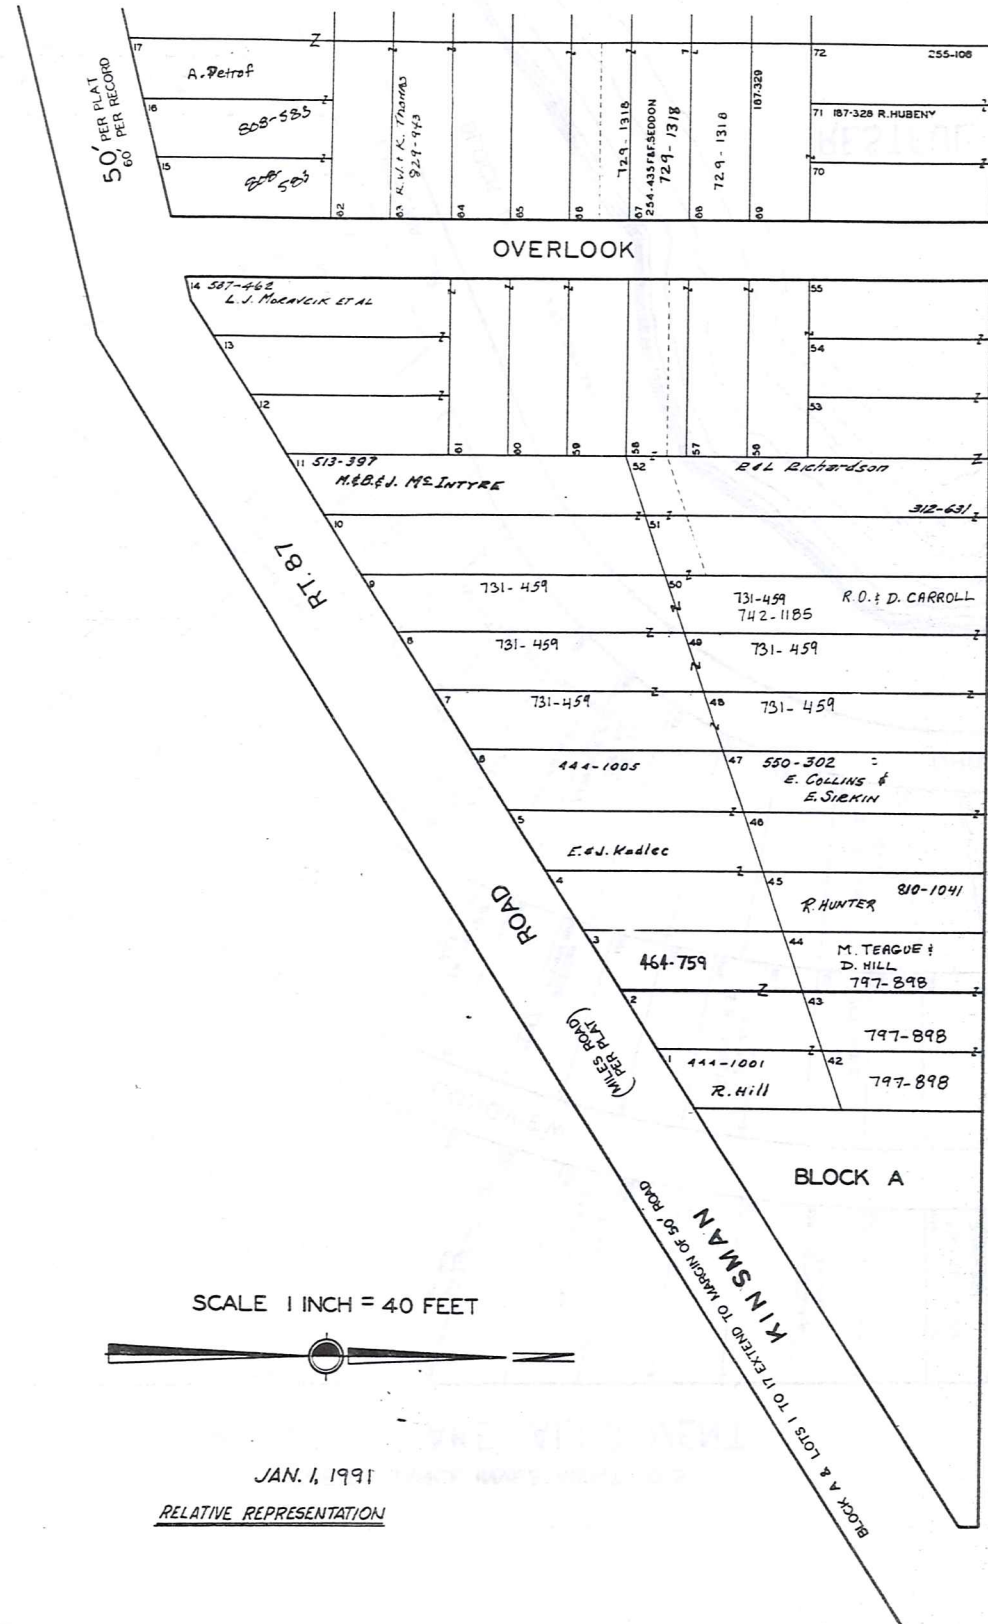 50' PER PLAT
60' PER RECORD
17
A. Petrof
16
808-583
15
808
583
62
63 R.W. & K. Thomas
829-943
64
65
66
729-1318
67
254-435 F&F. SEDDON
729-1318
68
729-1318
69
187-329
72
255-108
71 187-328 R. HUBENY
70
OVERLOOK
14 587-462
L.J. MORAVCIK ET AL
13
12
61
60
59
58
57
56
55
54
53
11 513-397
M.&B.&J. McINTYRE
52
R & L Richardson
10
51
312-631
RT. 87
9
731-459
50
731-459
742-1185
R.O. & D. CARROLL
8
731-459
49
731-459
7
731-459
48
731-459
6
444-1005
47
550-302
E. COLLINS &
E. SIRKIN
5
46
E.&J. Kadlec
4
45
810-1041
R. HUNTER
ROAD
3
464-759
44
M. TEAGUE &
D. HILL
797-898
2
43
797-898
(MILES ROAD)
PER PLAT)
1 444-1001
R. Hill
42
797-898
BLOCK A
KINSMAN
BLOCK A & LOTS 1 TO 17 EXTEND TO MARGIN OF 50' ROAD
SCALE 1 INCH = 40 FEET
N
JAN. 1, 1991
RELATIVE REPRESENTATION